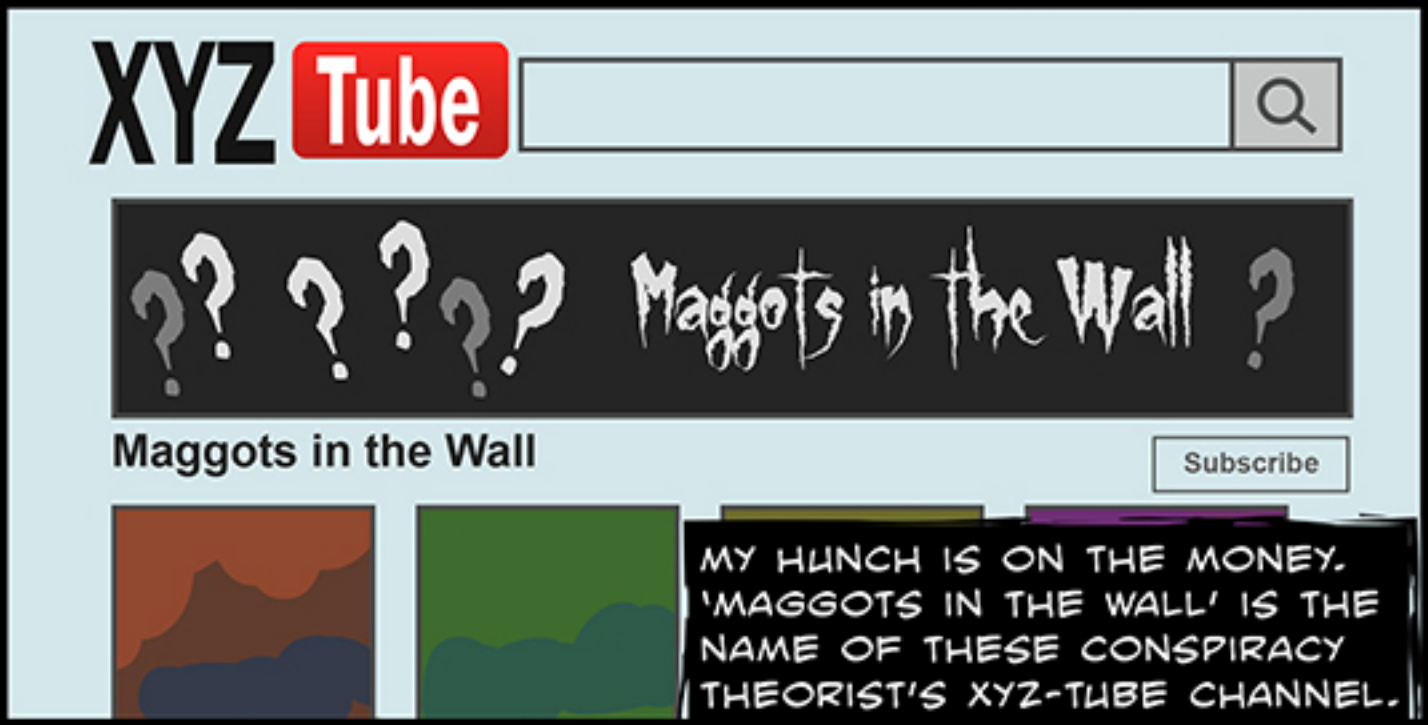 XYZ Tube
? ? ? ? ? ? Maggots in the Wall ?
Maggots in the Wall
Subscribe
MY HUNCH IS ON THE MONEY.
'MAGGOTS IN THE WALL' IS THE
NAME OF THESE CONSPIRACY
THEORIST'S XYZ-TUBE CHANNEL.